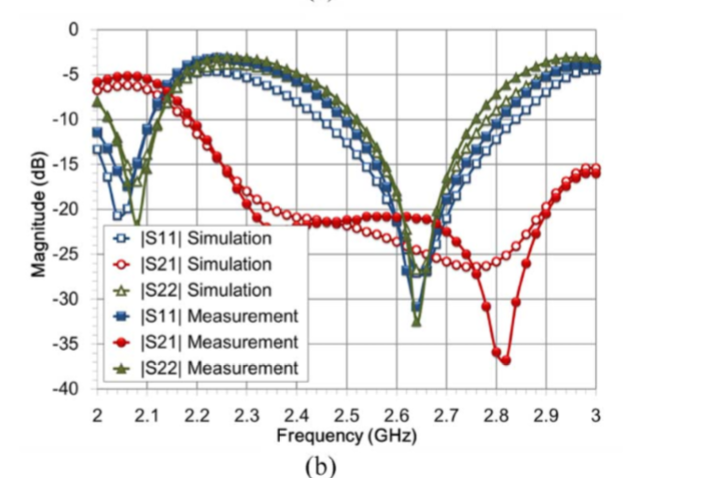 0
-5
-10
-15
-20
-25
-30
-35
-40
Magnitude (dB)
|S11| Simulation
|S21| Simulation
|S22| Simulation
|S11| Measurement
|S21| Measurement
|S22| Measurement
2 2.1 2.2 2.3 2.4 2.5 2.6 2.7 2.8 2.9 3
Frequency (GHz)
(b)